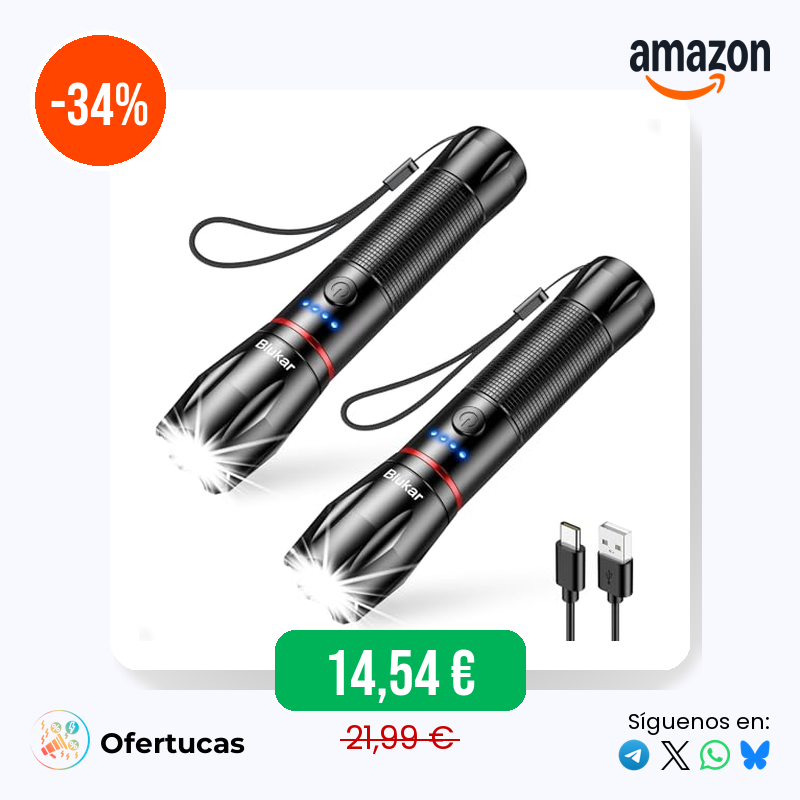 -34%
amazon
Blukar
Blukar
14,54 €
21,99 €
Ofertucas
Síguenos en: